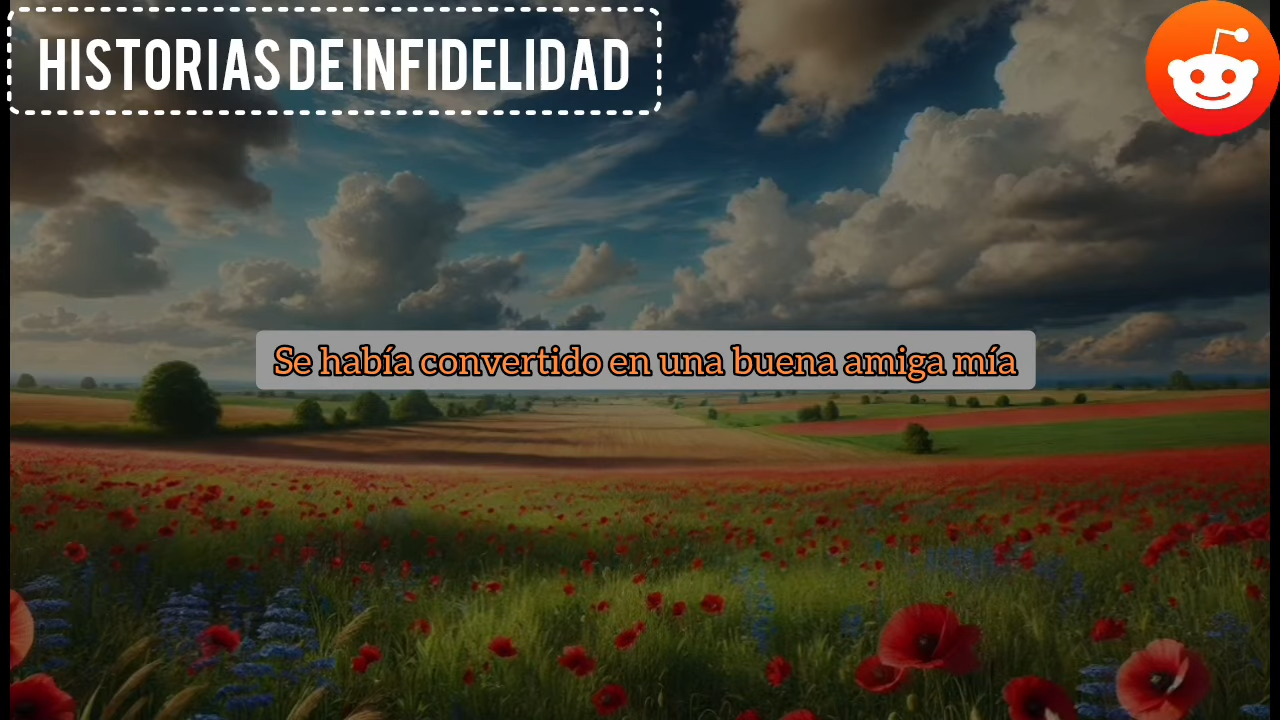 HISTORIAS DE INFIDELIDAD
Se había convertido en una buena amiga mía